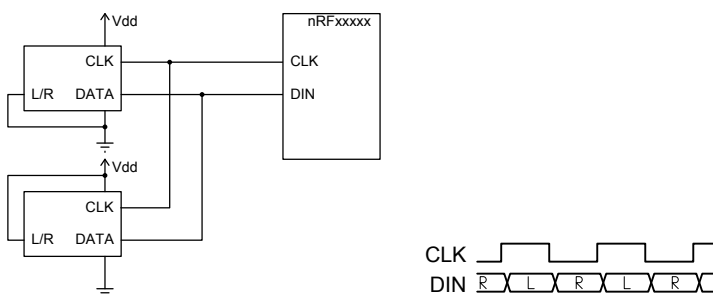 Vdd
nRFxxxxx
CLK
CLK
L/R DATA
DIN
Vdd
CLK
L/R DATA
CLK
DIN R L R L R